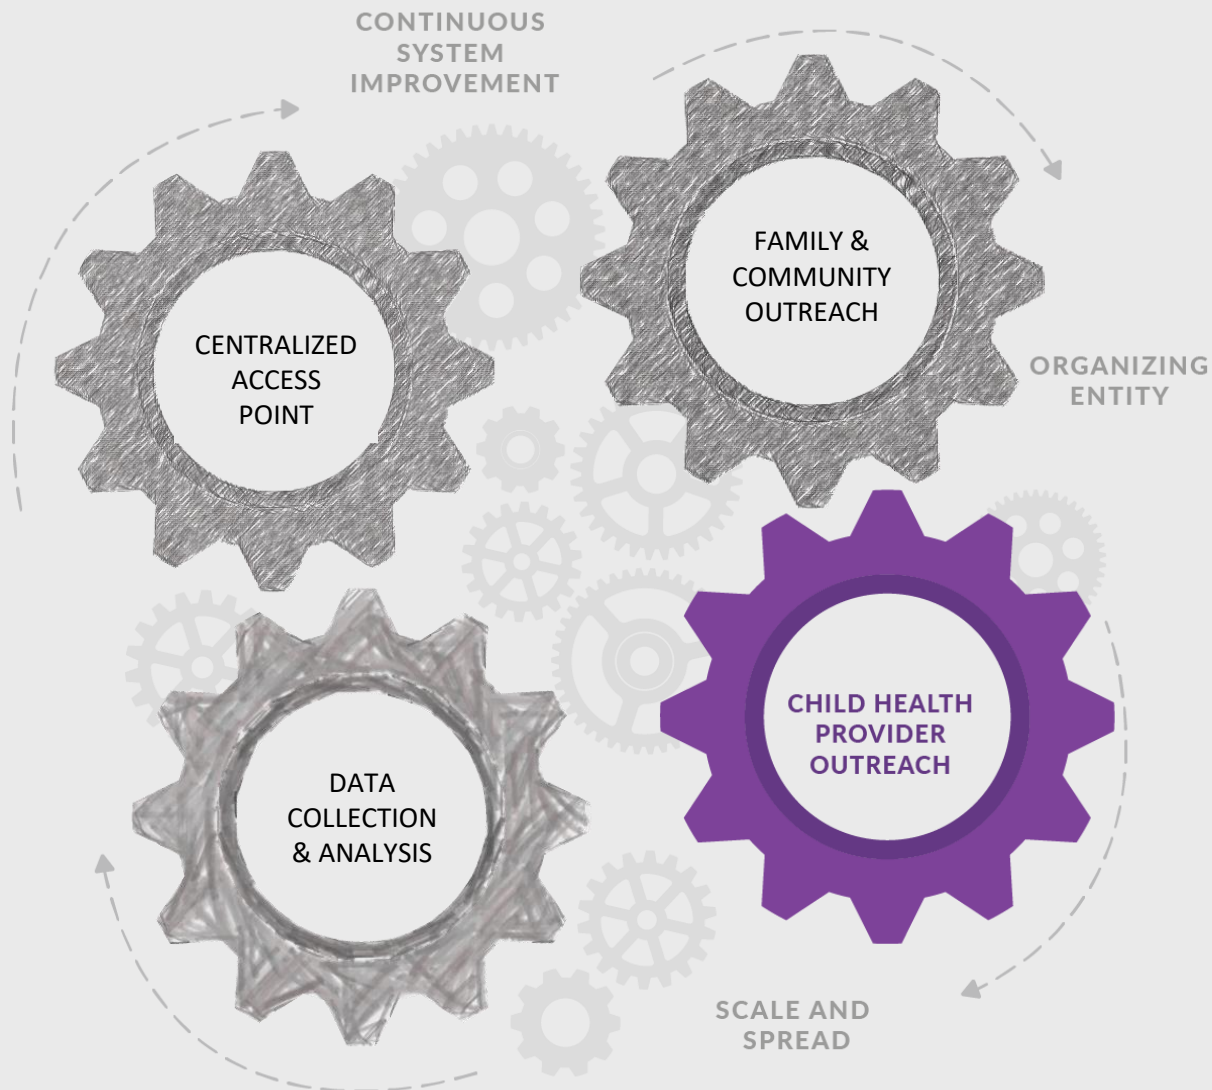 CONTINUOUS
SYSTEM
IMPROVEMENT
FAMILY &
COMMUNITY
OUTREACH
CENTRALIZED
ACCESS
POINT
ORGANIZING
ENTITY
CHILD HEALTH
PROVIDER
OUTREACH
DATA
COLLECTION
& ANALYSIS
SCALE AND
SPREAD